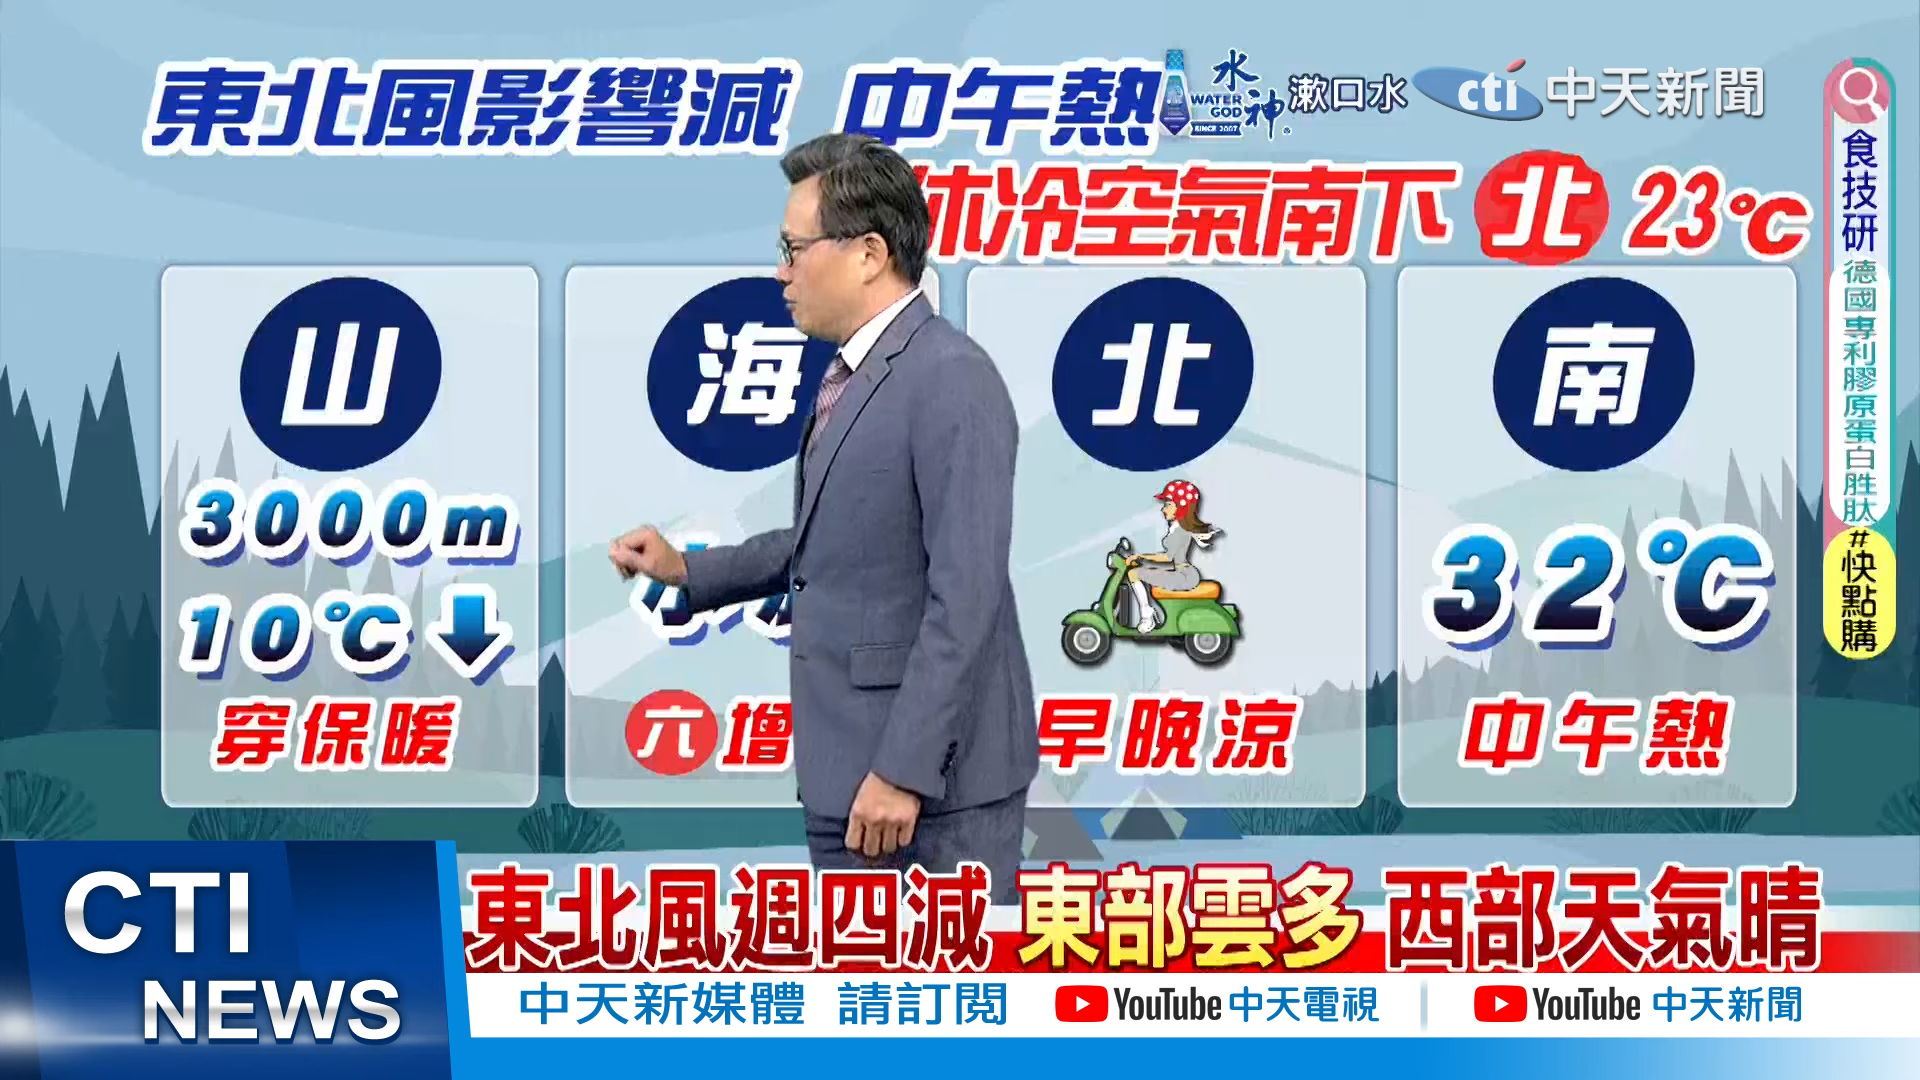 東北風影響減 中午熱
水神
WATER GOD
SINCE 2007
漱口水
cti 中天新聞
冷空氣南下 北 23℃
山
3000m
10℃↓
穿保暖
海
六增
北
早晚涼
南
32℃
中午熱
食技研
德國專利膠原蛋白胜肽
#快點購
CTI NEWS
東北風週四減 東部雲多 西部天氣晴
中天新媒體 請訂閱 YouTube 中天電視 | YouTube 中天新聞